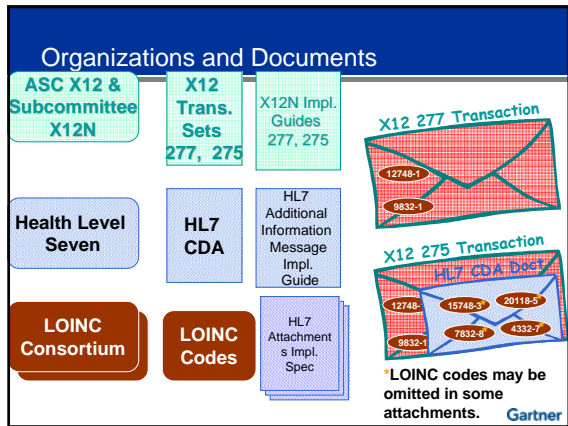 Organizations and Documents
ASC X12 &
Subcommittee
X12N
X12
Trans.
Sets
277, 275
X12N Impl.
Guides
277, 275
X12 277 Transaction
12748-1
9832-1
Health Level
Seven
HL7
CDA
HL7
Additional
Information
Message
Impl.
Guide
X12 275 Transaction
HL7 CDA Doct
12748-
9832-1
15748-3*
20118-5*
7832-8*
4332-7*
LOINC
Consortium
LOINC
Codes
HL7
Attachment
s Impl.
Spec
*LOINC codes may be
omitted in some
attachments.
Gartner